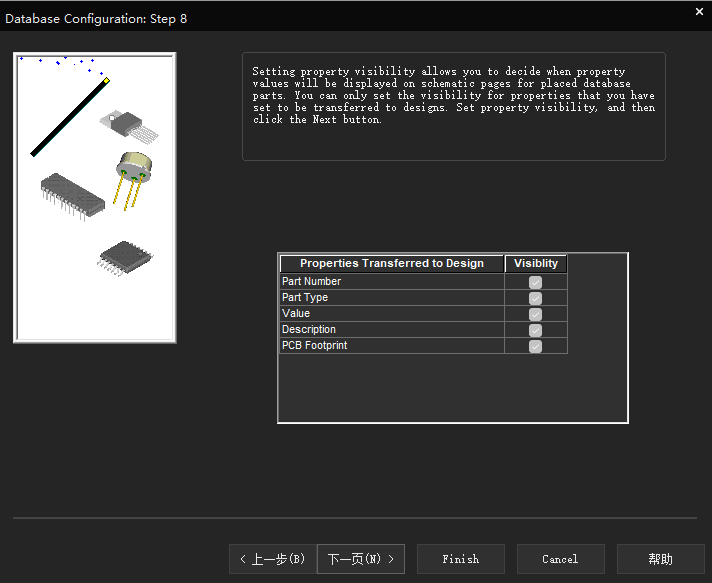 Database Configuration: Step 8
Setting property visibility allows you to decide when property
values will be displayed on schematic pages for placed database
parts. You can only set the visibility for properties that you have
set to be transferred to designs. Set property visibility, and then
click the Next button.
Properties Transferred to Design Visiblity
Part Number
Part Type
Value
Description
PCB Footprint
< 上一步(B) 下一页(N) > Finish Cancel 帮助